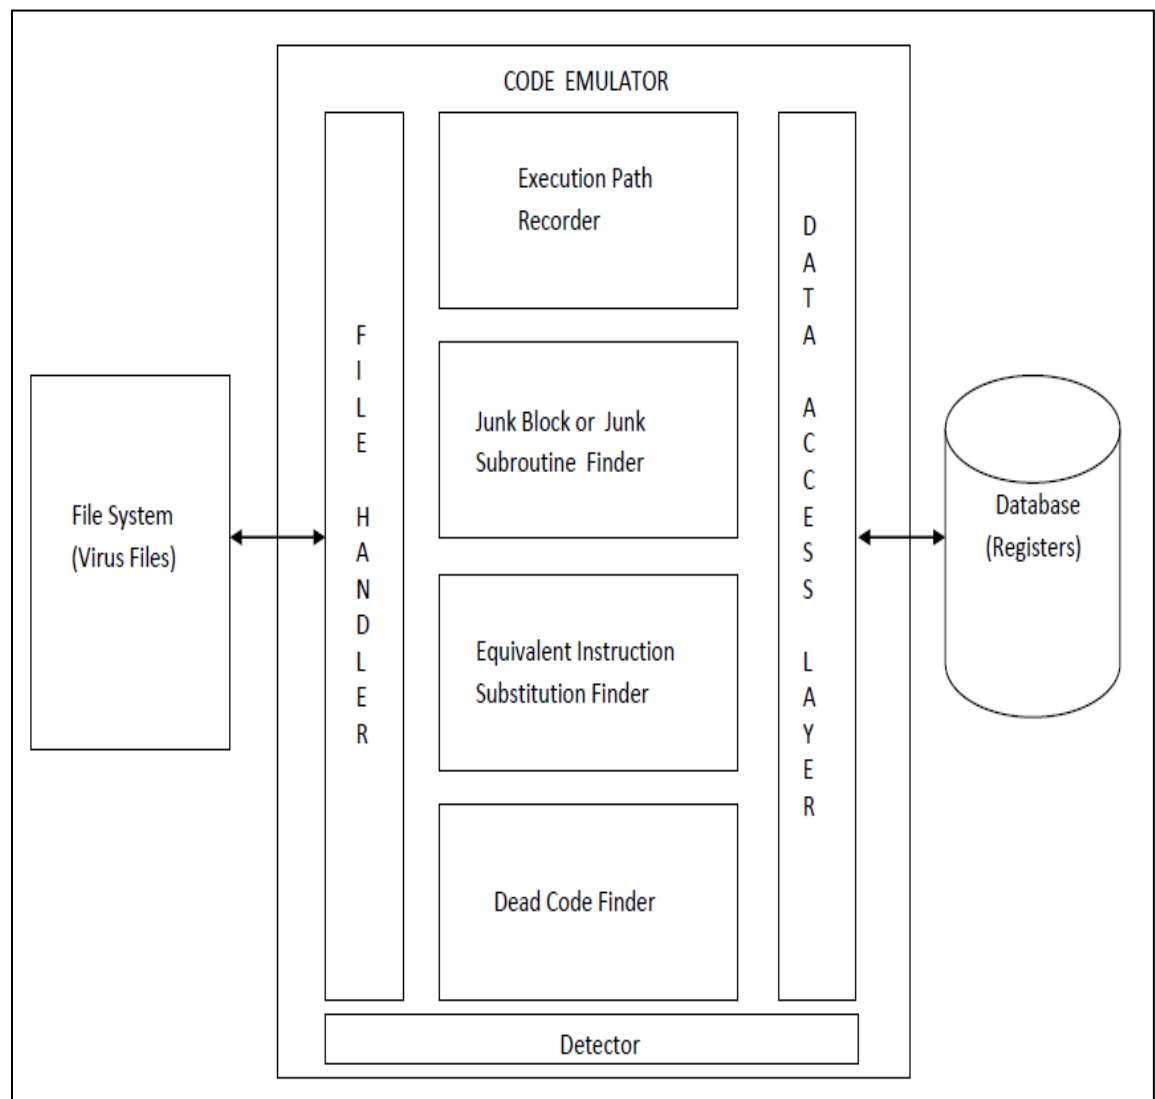 CODE EMULATOR
Execution Path
Recorder
Junk Block or Junk
Subroutine Finder
Equivalent Instruction
Substitution Finder
Dead Code Finder
FILE HANDLER
DATA ACCESS LAYER
File System
(Virus Files)
Database
(Registers)
Detector